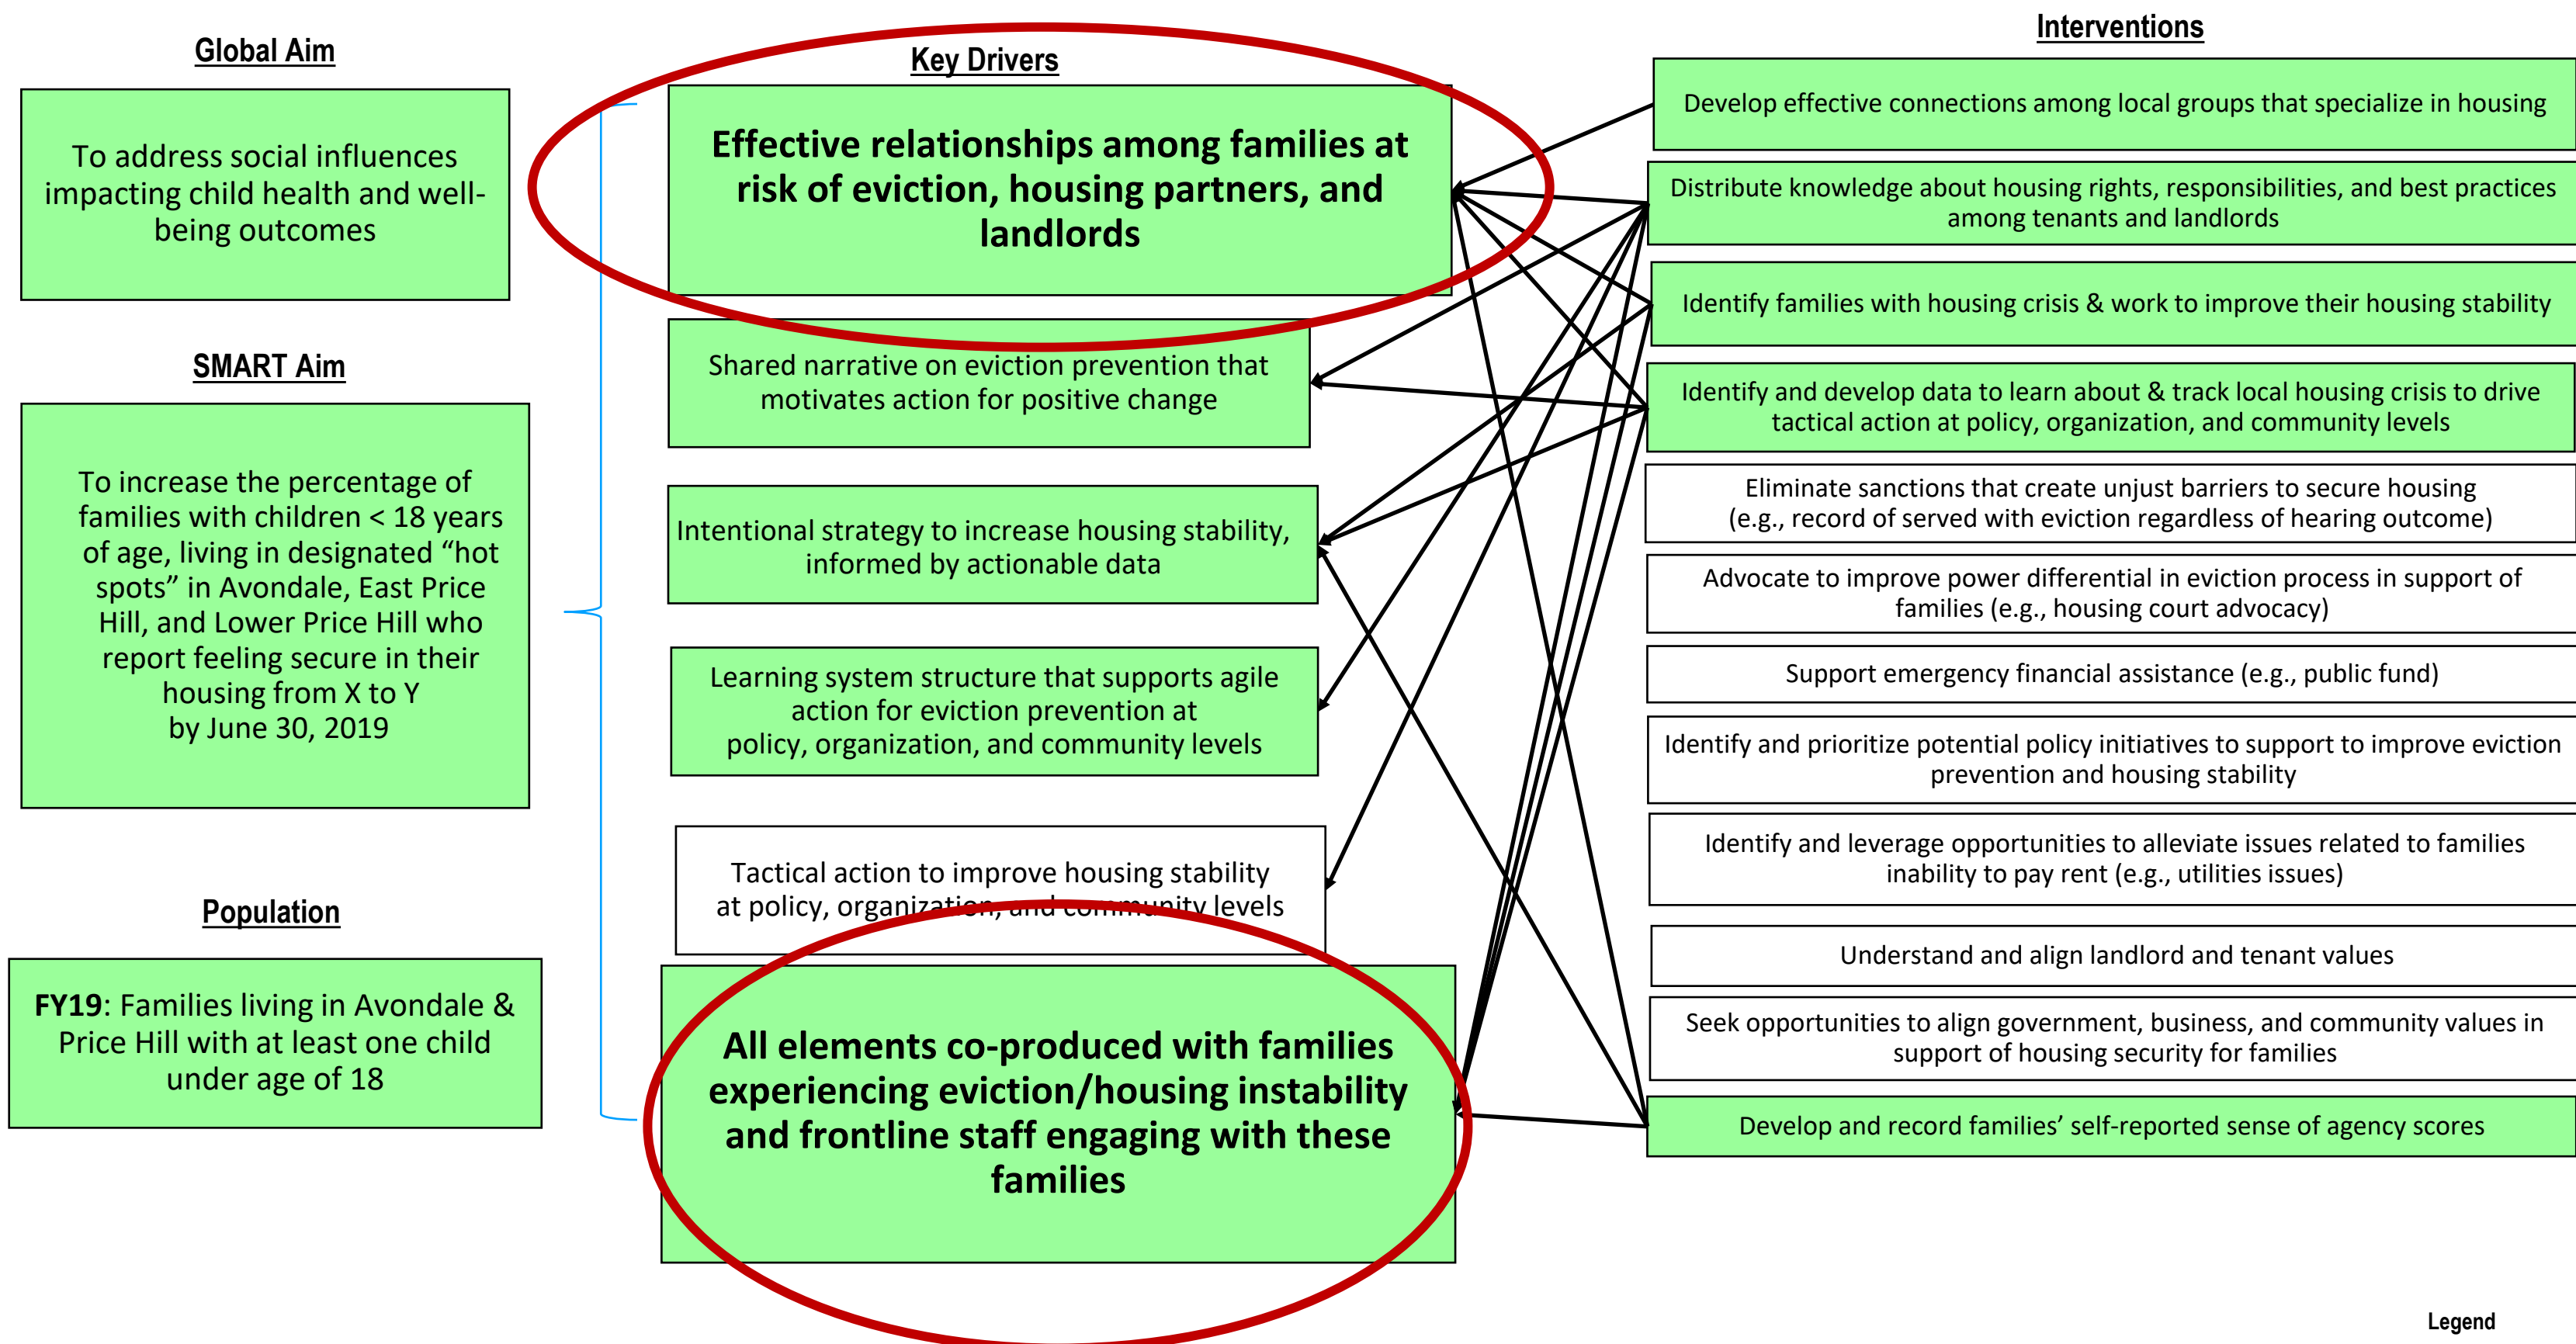 Global Aim
To address social influences
impacting child health and well-
being outcomes
SMART Aim
To increase the percentage of
families with children < 18 years
of age, living in designated “hot
spots” in Avondale, East Price
Hill, and Lower Price Hill who
report feeling secure in their
housing from X to Y
by June 30, 2019
Population
FY19: Families living in Avondale &
Price Hill with at least one child
under age of 18
Key Drivers
Effective relationships among families at
risk of eviction, housing partners, and
landlords
Shared narrative on eviction prevention that
motivates action for positive change
Intentional strategy to increase housing stability,
informed by actionable data
Learning system structure that supports agile
action for eviction prevention at
policy, organization, and community levels
Tactical action to improve housing stability
at policy, organization, and community levels
All elements co-produced with families
experiencing eviction/housing instability
and frontline staff engaging with these
families
Interventions
Develop effective connections among local groups that specialize in housing
Distribute knowledge about housing rights, responsibilities, and best practices
among tenants and landlords
Identify families with housing crisis & work to improve their housing stability
Identify and develop data to learn about & track local housing crisis to drive
tactical action at policy, organization, and community levels
Eliminate sanctions that create unjust barriers to secure housing
(e.g., record of served with eviction regardless of hearing outcome)
Advocate to improve power differential in eviction process in support of
families (e.g., housing court advocacy)
Support emergency financial assistance (e.g., public fund)
Identify and prioritize potential policy initiatives to support to improve eviction
prevention and housing stability
Identify and leverage opportunities to alleviate issues related to families
inability to pay rent (e.g., utilities issues)
Understand and align landlord and tenant values
Seek opportunities to align government, business, and community values in
support of housing security for families
Develop and record families’ self-reported sense of agency scores
Legend